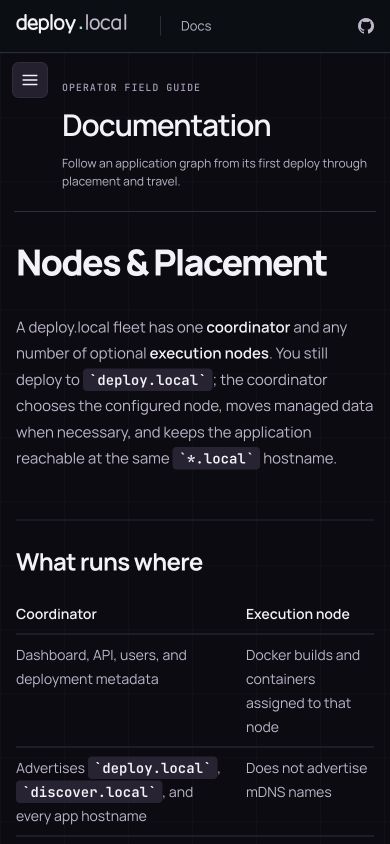 deploy.local
Docs
OPERATOR FIELD GUIDE
Documentation
Follow an application graph from its first deploy through
placement and travel.
Nodes & Placement
A deploy.local fleet has one coordinator and any
number of optional execution nodes. You still
deploy to `deploy.local`; the coordinator
chooses the configured node, moves managed data
when necessary, and keeps the application
reachable at the same `*.local` hostname.
What runs where
Coordinator
Execution node
Dashboard, API, users, and
deployment metadata
Docker builds and
containers
assigned to that
node
Advertises `deploy.local`,
`discover.local`, and
every app hostname
Does not advertise
mDNS names